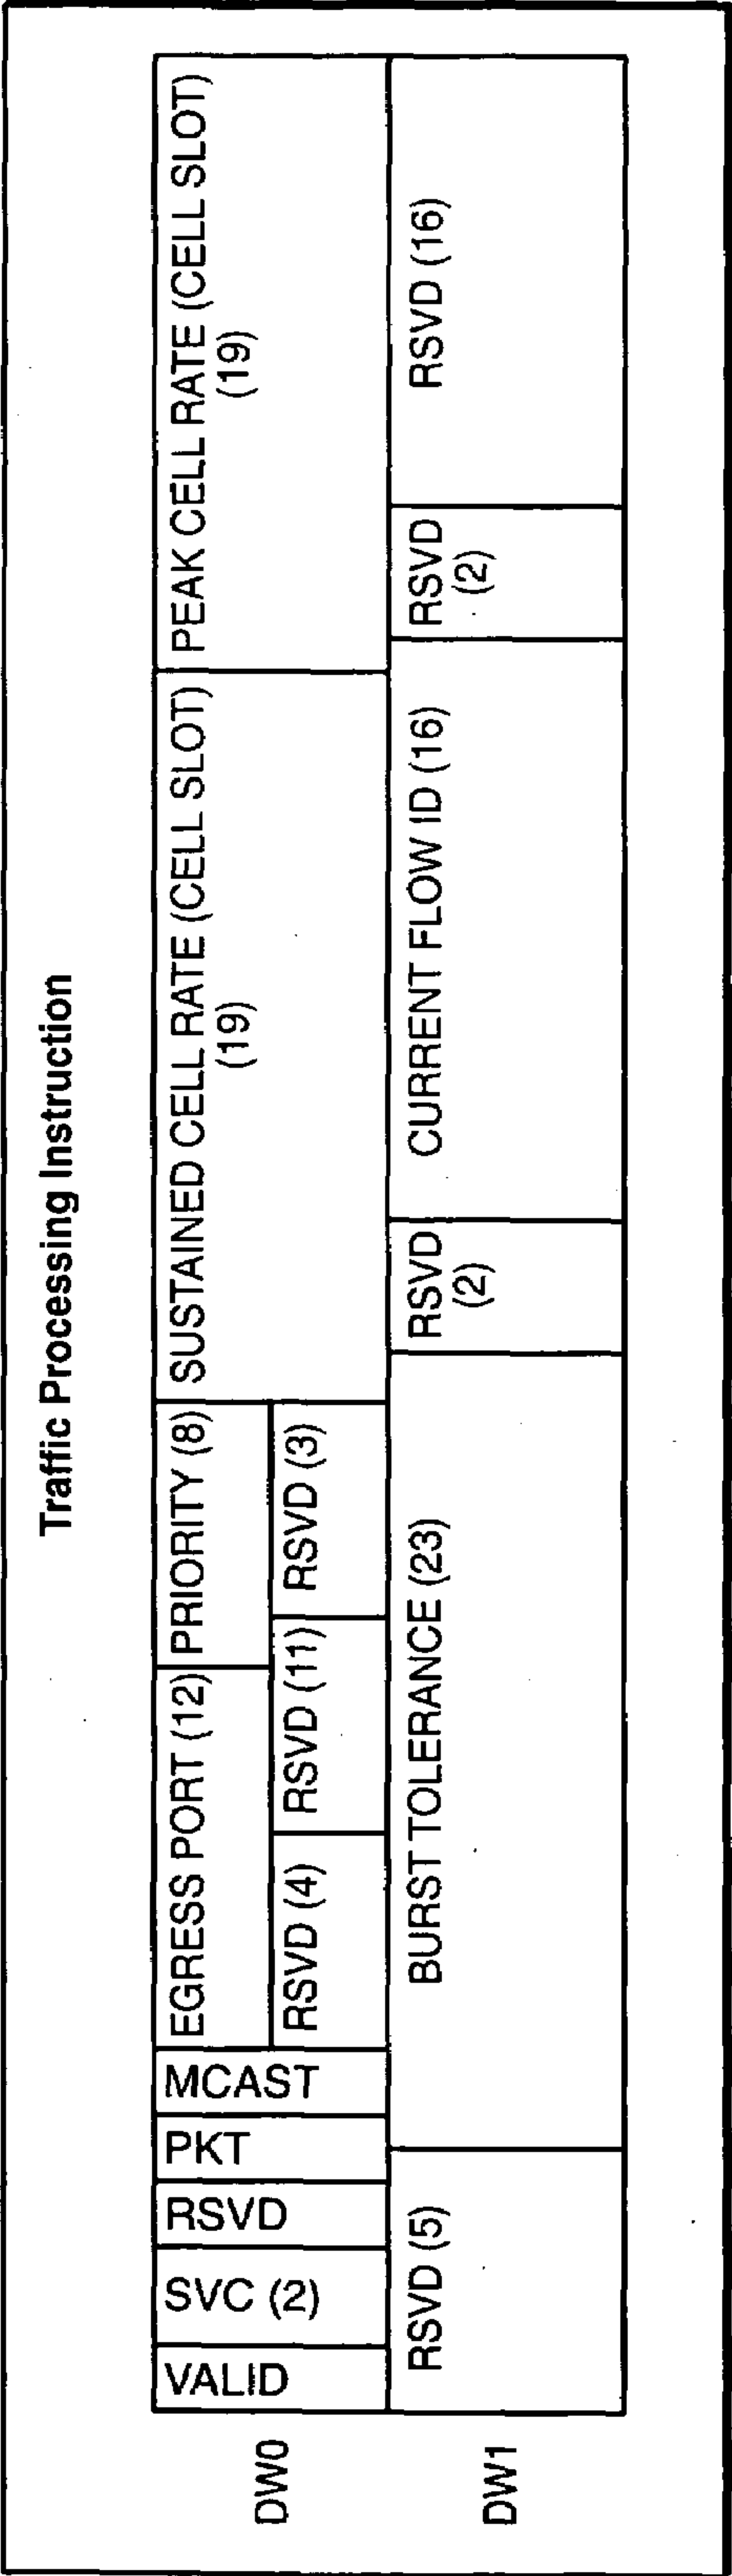 Traffic Processing Instruction
DW0
VALID
SVC (2)
RSVD
PKT
MCAST
EGRESS PORT (12)
PRIORITY (8)
RSVD (4)
RSVD (11)
RSVD (3)
SUSTAINED CELL RATE (CELL SLOT)
(19)
PEAK CELL RATE (CELL SLOT)
(19)
DW1
RSVD (5)
BURST TOLERANCE (23)
RSVD
(2)
CURRENT FLOW ID (16)
RSVD
(2)
RSVD (16)